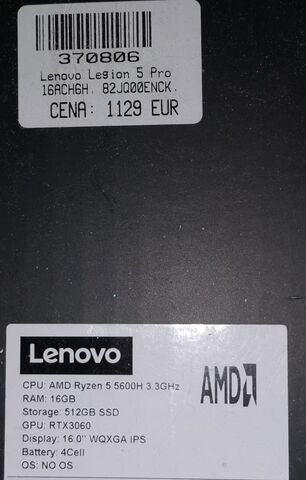 370806
Lenovo Legion 5 Pro
16ACH6H, 82JQ00ENCK,
CENA: 1129 EUR
Lenovo
CPU: AMD Ryzen 5 5600H 3.3GHz
RAM: 16GB
Storage: 512GB SSD
GPU: RTX3060
Display: 16.0" WQXGA IPS
Battery: 4Cell
OS: NO OS
AMD